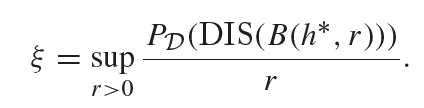 ξ = sup_{r>0} P_𝒟(DIS(B(h*, r))) / r.